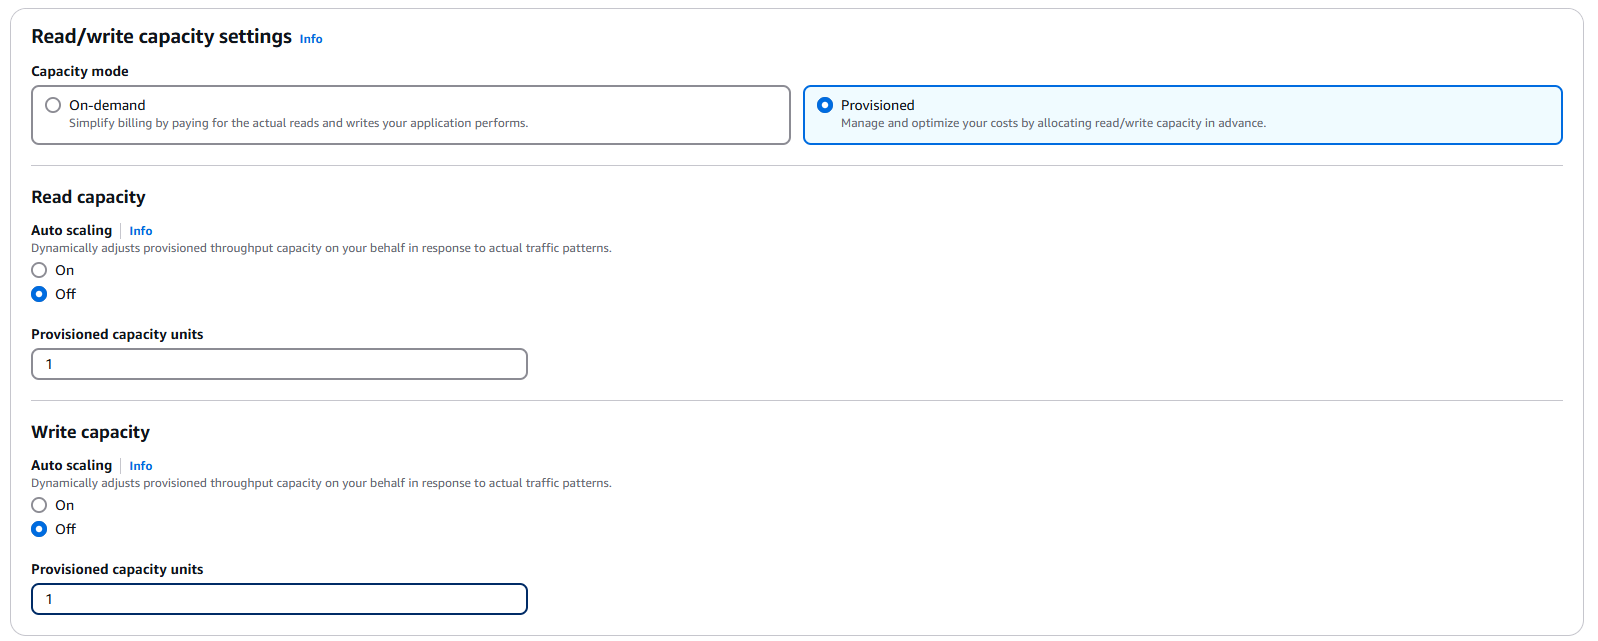 Read/write capacity settings Info
Capacity mode
On-demand
Simplify billing by paying for the actual reads and writes your application performs.
Provisioned
Manage and optimize your costs by allocating read/write capacity in advance.
Read capacity
Auto scaling Info
Dynamically adjusts provisioned throughput capacity on your behalf in response to actual traffic patterns.
On
Off
Provisioned capacity units
1
Write capacity
Auto scaling Info
Dynamically adjusts provisioned throughput capacity on your behalf in response to actual traffic patterns.
On
Off
Provisioned capacity units
1